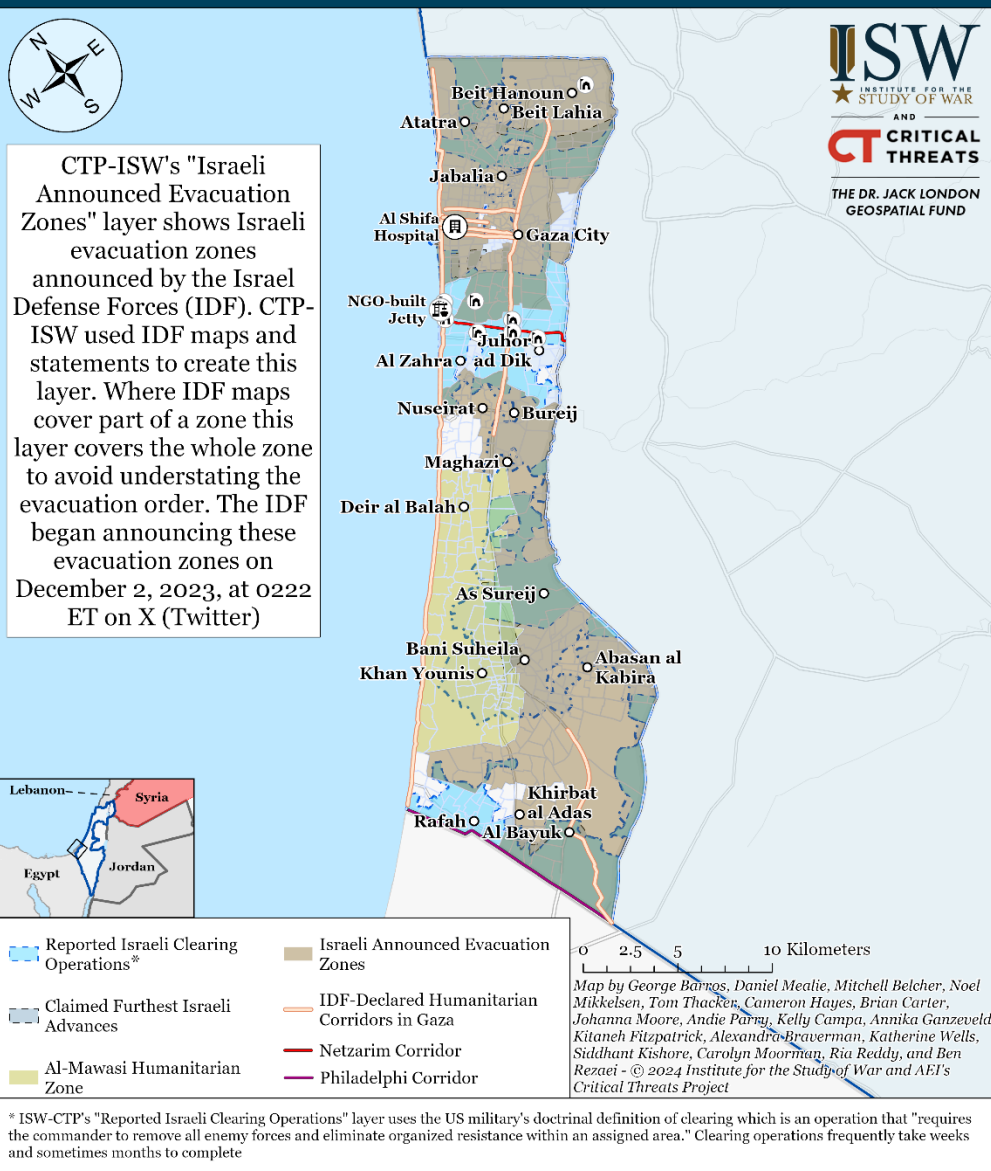 N
E
W
S
ISW
INSTITUTE FOR THE
STUDY OF WAR
AND
CT CRITICAL
THREATS
THE DR. JACK LONDON
GEOSPATIAL FUND
CTP-ISW's "Israeli
Announced Evacuation
Zones" layer shows Israeli
evacuation zones
announced by the Israel
Defense Forces (IDF). CTP-
ISW used IDF maps and
statements to create this
layer. Where IDF maps
cover part of a zone this
layer covers the whole zone
to avoid understating the
evacuation order. The IDF
began announcing these
evacuation zones on
December 2, 2023, at 0222
ET on X (Twitter)
Beit Hanoun
Beit Lahia
Atatra
Jabalia
Al Shifa
Hospital
Gaza City
NGO-built
Jetty
Juhor
ad Dik
Al Zahra
Nuseirat
Bureij
Maghazi
Deir al Balah
As Sureij
Bani Suheila
Abasan al
Kabira
Khan Younis
Khirbat
al Adas
Rafah
Al Bayuk
Lebanon
Syria
Egypt
Jordan
Reported Israeli Clearing
Operations*
Claimed Furthest Israeli
Advances
Al-Mawasi Humanitarian
Zone
Israeli Announced Evacuation
Zones
IDF-Declared Humanitarian
Corridors in Gaza
Netzarim Corridor
Philadelphi Corridor
0 2.5 5 10 Kilometers
Map by George Barros, Daniel Mealie, Mitchell Belcher, Noel
Mikkelsen, Tom Thacker, Cameron Hayes, Brian Carter,
Johanna Moore, Andie Parry, Kelly Campa, Annika Ganzeveld
Kitaneh Fitzpatrick, Alexandra Braverman, Katherine Wells,
Siddhant Kishore, Carolyn Moorman, Ria Reddy, and Ben
Rezaei - © 2024 Institute for the Study of War and AEI's
Critical Threats Project
* ISW-CTP's "Reported Israeli Clearing Operations" layer uses the US military's doctrinal definition of clearing which is an operation that "requires
the commander to remove all enemy forces and eliminate organized resistance within an assigned area." Clearing operations frequently take weeks
and sometimes months to complete